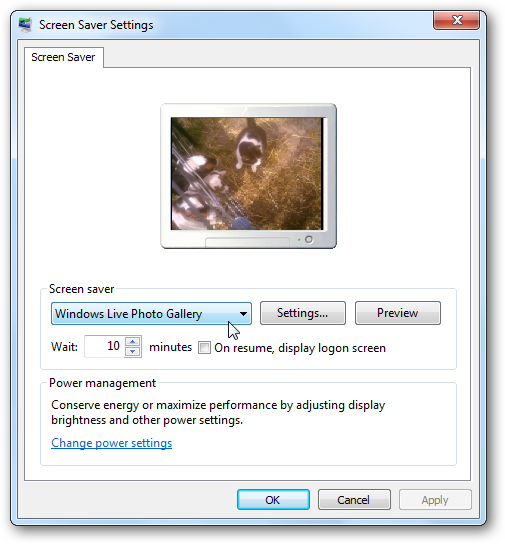 Screen Saver Settings
Screen Saver
Screen saver
Windows Live Photo Gallery
Settings...
Preview
Wait: 10 minutes On resume, display logon screen
Power management
Conserve energy or maximize performance by adjusting display
brightness and other power settings.
Change power settings
OK
Cancel
Apply